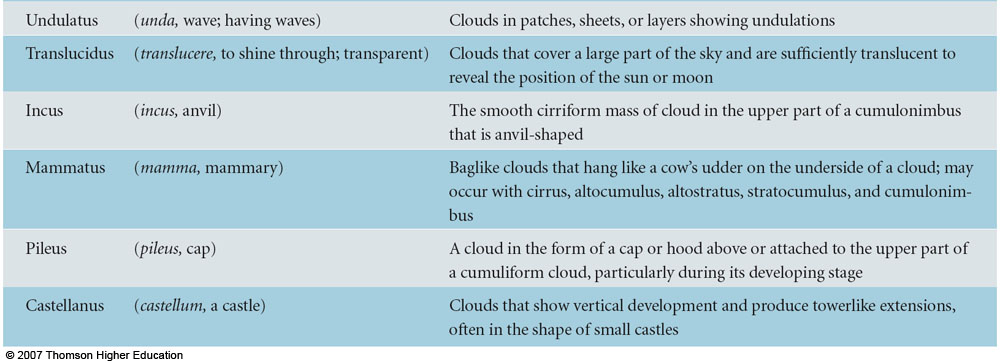 Undulatus (unda, wave; having waves) Clouds in patches, sheets, or layers showing undulations
Translucidus (translucere, to shine through; transparent) Clouds that cover a large part of the sky and are sufficiently translucent to
reveal the position of the sun or moon
Incus (incus, anvil) The smooth cirriform mass of cloud in the upper part of a cumulonimbus
that is anvil-shaped
Mammatus (mamma, mammary) Baglike clouds that hang like a cow's udder on the underside of a cloud; may
occur with cirrus, altocumulus, altostratus, stratocumulus, and cumulonim-
bus
Pileus (pileus, cap) A cloud in the form of a cap or hood above or attached to the upper part of
a cumuliform cloud, particularly during its developing stage
Castellanus (castellum, a castle) Clouds that show vertical development and produce towerlike extensions,
often in the shape of small castles
© 2007 Thomson Higher Education